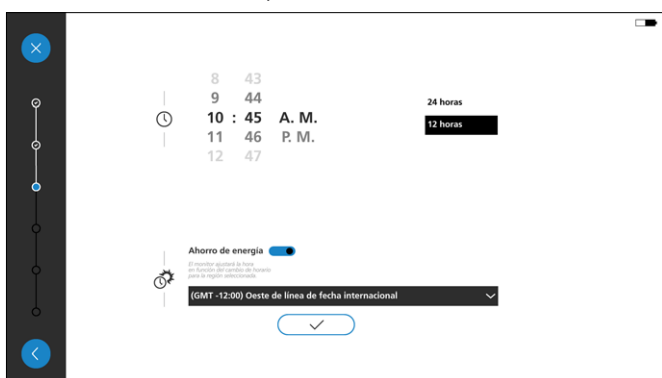 8 43
9 44
10 : 45 A. M.
11 46 P. M.
12 47
24 horas
12 horas
Ahorro de energía
El monitor ajustará la hora
en función del cambio de horario
para la región seleccionada.
(GMT -12:00) Oeste de línea de fecha internacional